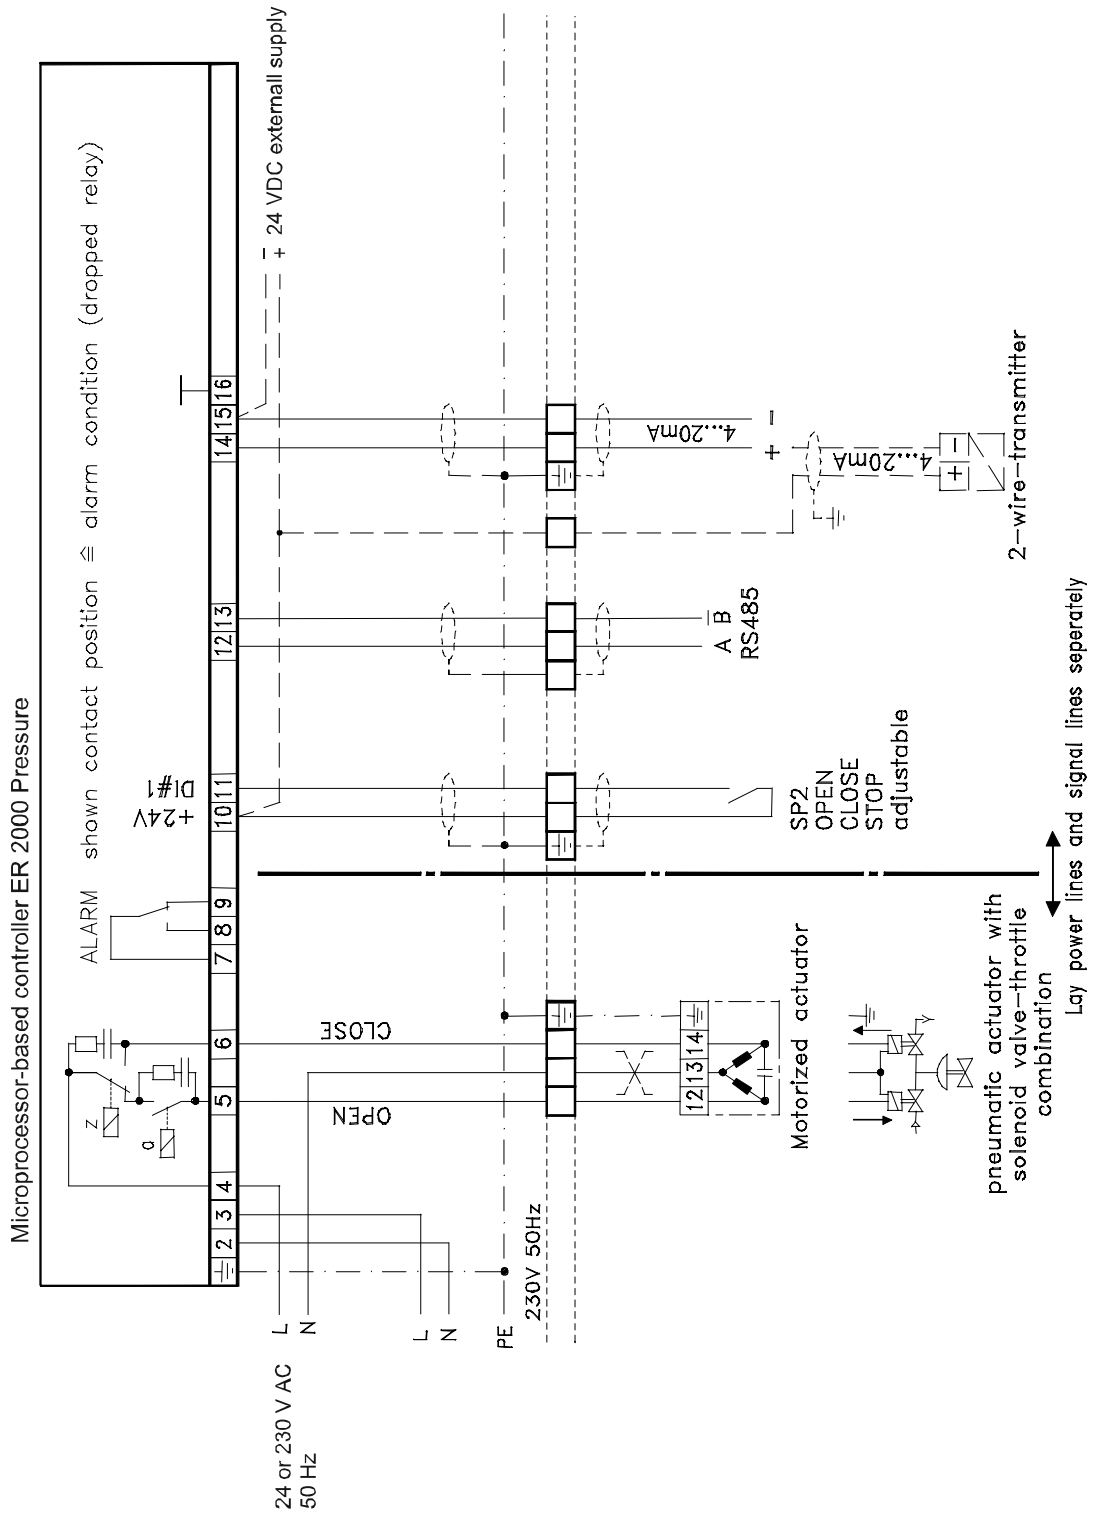 Microprocessor-based controller ER 2000 Pressure
ALARM shown contact position ≙ alarm condition (dropped relay)
z
a
+24V
DI#1
2
3
4
5
6
7
8
9
10
11
12
13
14
15
16
− 24 VDC externall supply
+
OPEN
CLOSE
24 or 230 V AC
50 Hz
L
N
L
N
PE
230V 50Hz
4...20mA
+
−
4...20mA
+
−
2-wire-transmitter
A B̅
RS485
SP2
OPEN
CLOSE
STOP
adjustable
12
13
14
Motorized actuator
Y
pneumatic actuator with
solenoid valve-throttle
combination
Lay power lines and signal lines seperately